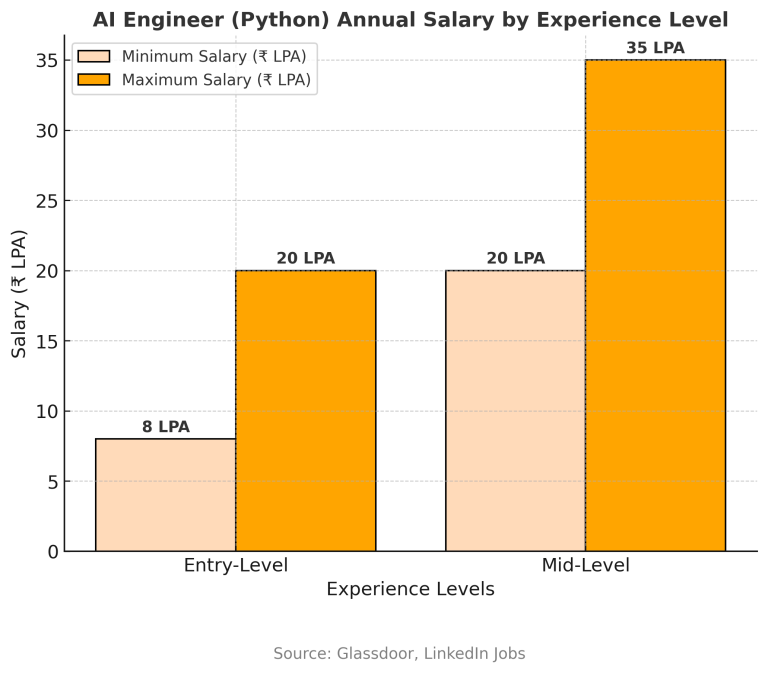 AI Engineer (Python) Annual Salary by Experience Level
Minimum Salary (₹ LPA)
Maximum Salary (₹ LPA)
Salary (₹ LPA)
35
30
25
20
15
10
5
0
8 LPA
20 LPA
20 LPA
35 LPA
Entry-Level
Mid-Level
Experience Levels
Source: Glassdoor, LinkedIn Jobs